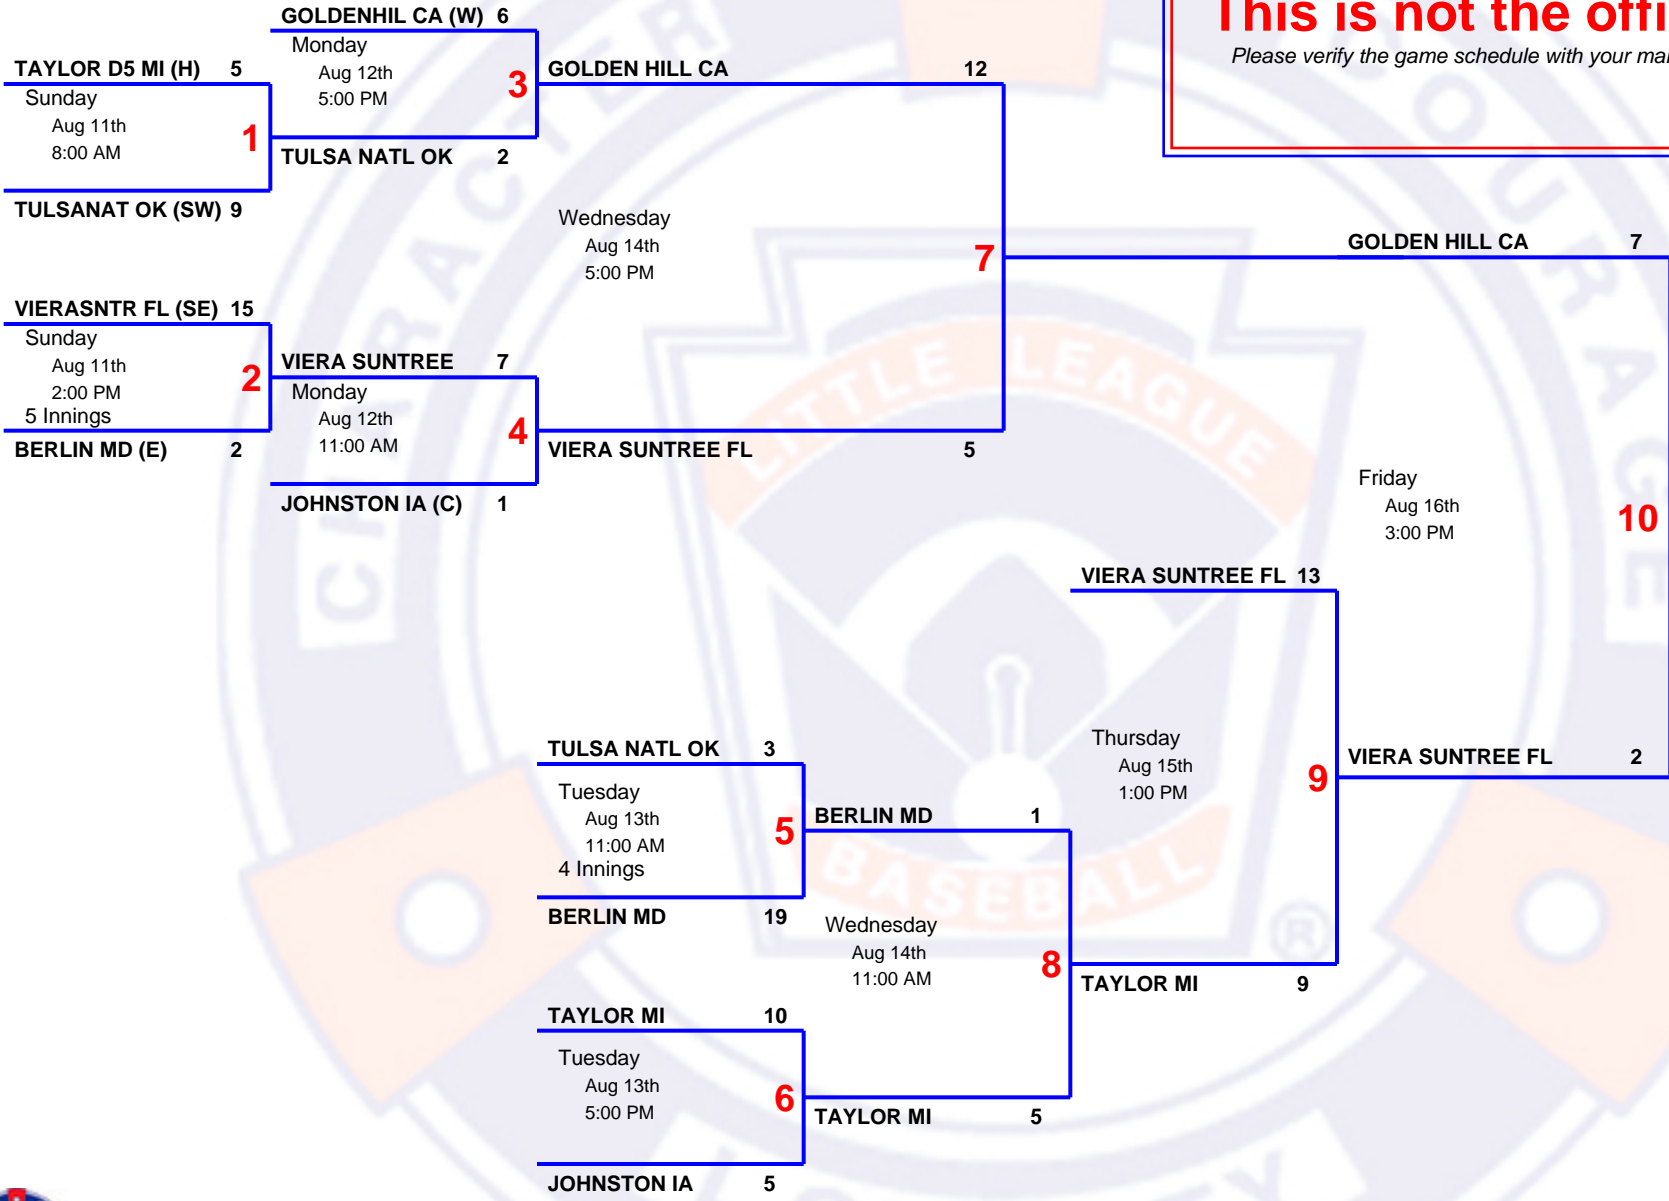 GOLDENHIL CA (W) 6
Monday
Aug 12th
5:00 PM
3
TAYLOR D5 MI (H) 5
Sunday
Aug 11th
8:00 AM
1
TULSA NATL OK 2
TULSANAT OK (SW) 9
GOLDEN HILL CA 12
This is not the offi
Please verify the game schedule with your ma
Wednesday
Aug 14th
5:00 PM
7
GOLDEN HILL CA 7
VIERASNTR FL (SE) 15
Sunday
Aug 11th
2:00 PM
5 Innings
2
BERLIN MD (E) 2
VIERA SUNTREE 7
Monday
Aug 12th
11:00 AM
4
JOHNSTON IA (C) 1
VIERA SUNTREE FL 5
Friday
Aug 16th
3:00 PM
10
VIERA SUNTREE FL 13
Thursday
Aug 15th
1:00 PM
9
VIERA SUNTREE FL 2
TULSA NATL OK 3
Tuesday
Aug 13th
11:00 AM
4 Innings
5
BERLIN MD 19
BERLIN MD 1
Wednesday
Aug 14th
11:00 AM
8
TAYLOR MI 9
TAYLOR MI 10
Tuesday
Aug 13th
5:00 PM
6
TAYLOR MI 5
JOHNSTON IA 5
CHARACTER
COURAGE
LITTLE LEAGUE
BASEBALL
®